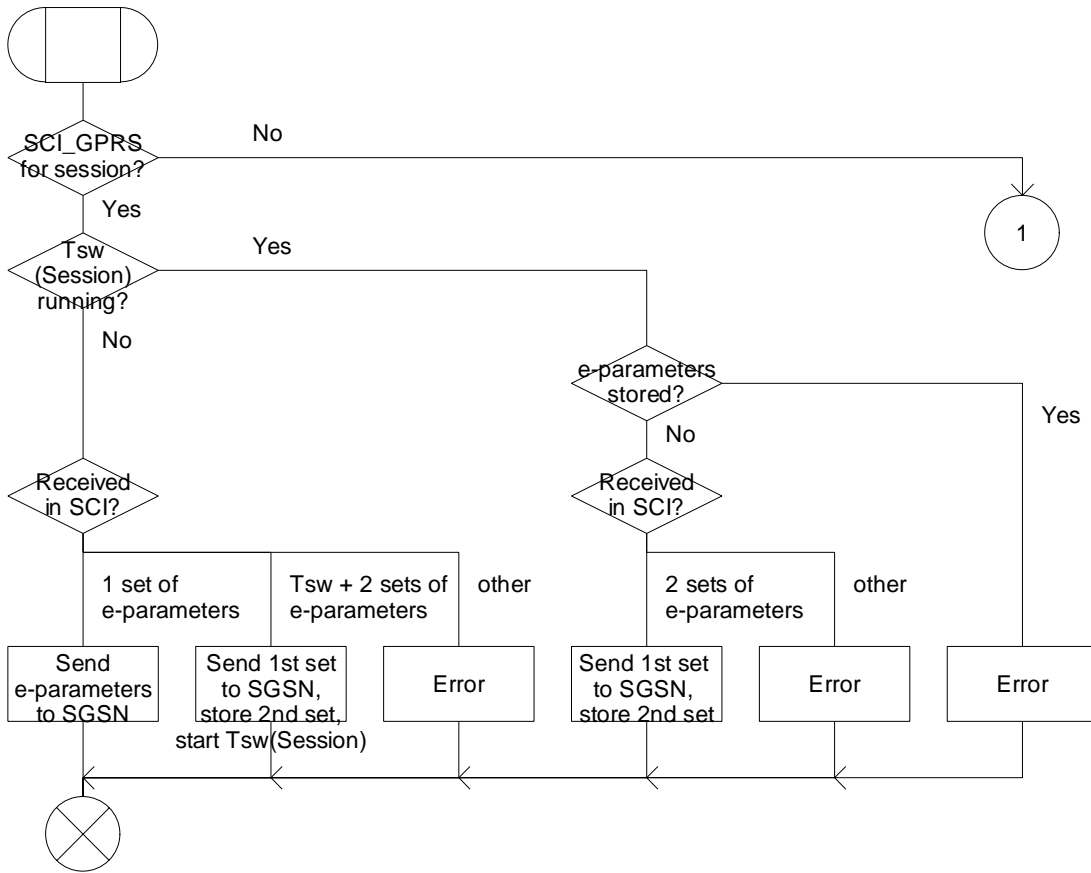 No
SCI_GPRS
for session?
Yes
1
Tsw
(Session)
running?
Yes
No
e-parameters
stored?
Yes
No
Received
in SCI?
Received
in SCI?
1 set of
e-parameters
Tsw + 2 sets of
e-parameters
other
2 sets of
e-parameters
other
Send
e-parameters
to SGSN
Send 1st set
to SGSN,
store 2nd set,
start Tsw(Session)
Error
Send 1st set
to SGSN,
store 2nd set
Error
Error